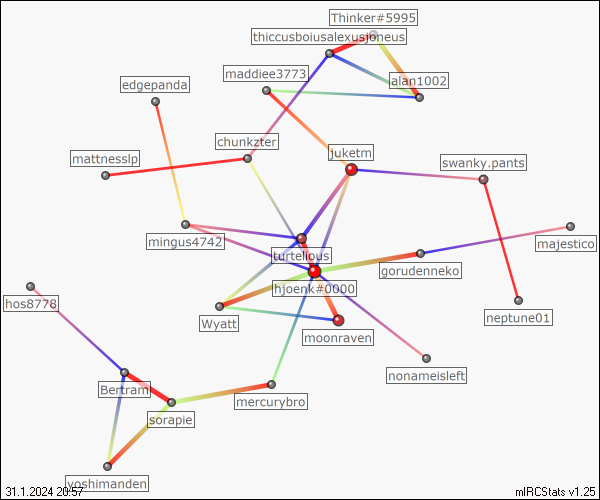 Thinker#5995
thiccusboiusalexusjoneus
maddiee3773
alan1002
edgepanda
chunkzter
juketm
mattnesslp
swanky.pants
mingus4742
turtelious
majestico
gorudenneko
lhjoenk#0000
hos8778
Wyatt
neptune01
moonraven
nonameisleft
Bertram
mercurybro
sorapie
yoshimanden
31.1.2024 20:57
mIRCStats v1.25